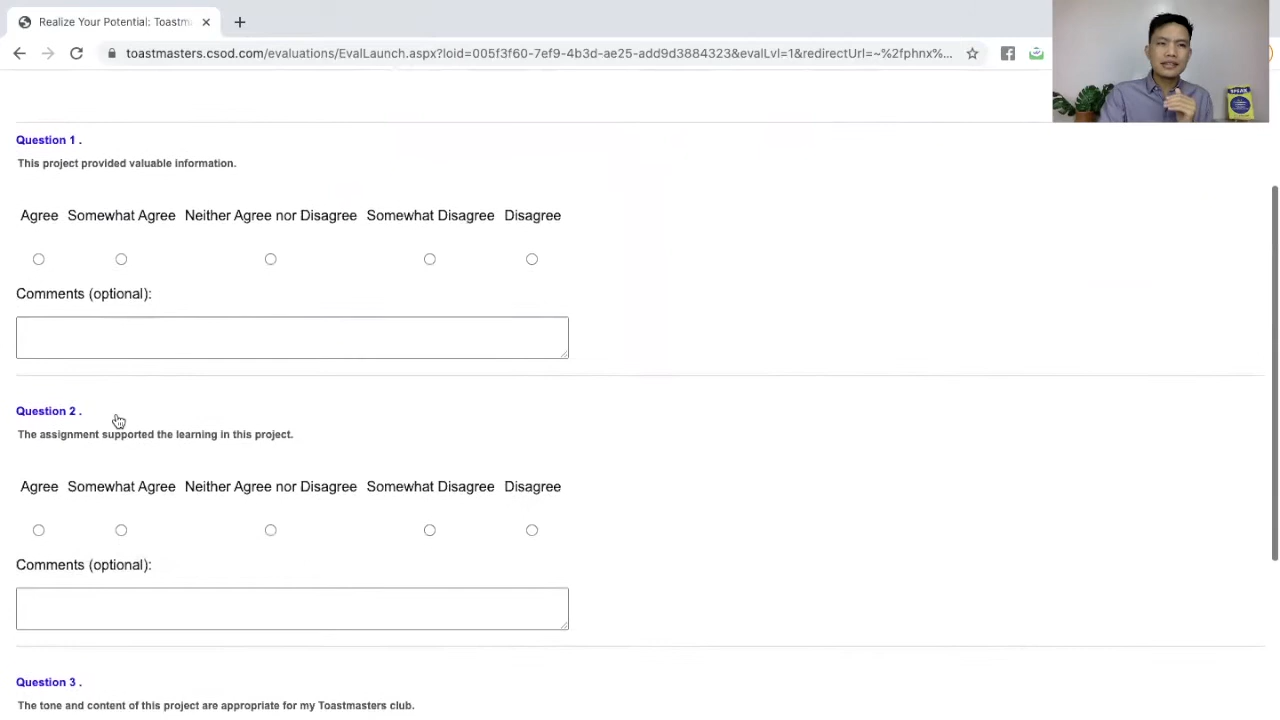 Realize Your Potential: Toastm
toastmasters.csod.com/evaluations/EvalLaunch.aspx?loid=005f3f60-7ef9-4b3d-ae25-add9d3884323&evalLvl=1&redirectUrl=~%2fphnx%...
SPEAK
Question 1 .
This project provided valuable information.
Agree Somewhat Agree Neither Agree nor Disagree Somewhat Disagree Disagree
Comments (optional):
Question 2 .
The assignment supported the learning in this project.
Agree Somewhat Agree Neither Agree nor Disagree Somewhat Disagree Disagree
Comments (optional):
Question 3 .
The tone and content of this project are appropriate for my Toastmasters club.